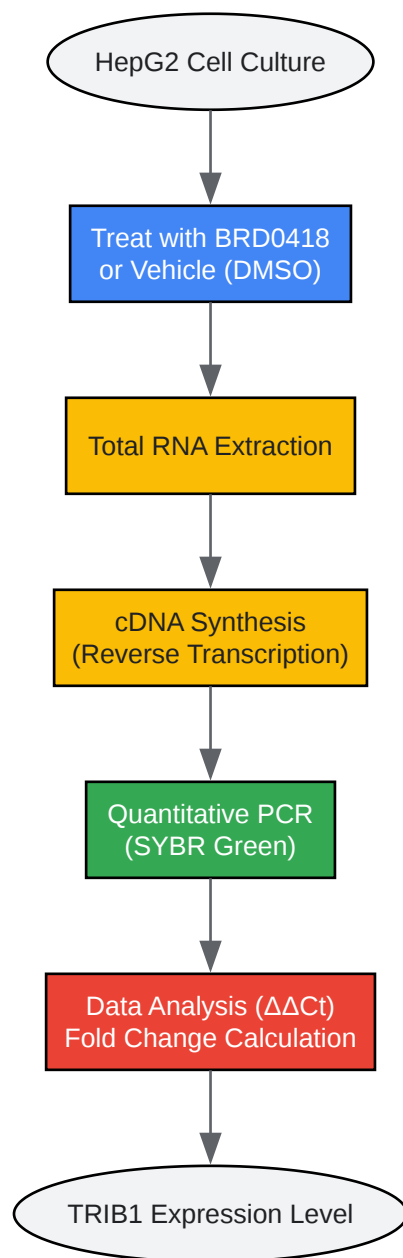 HepG2 Cell Culture
Treat with BRD0418
or Vehicle (DMSO)
Total RNA Extraction
cDNA Synthesis
(Reverse Transcription)
Quantitative PCR
(SYBR Green)
Data Analysis (ΔΔCt)
Fold Change Calculation
TRIB1 Expression Level